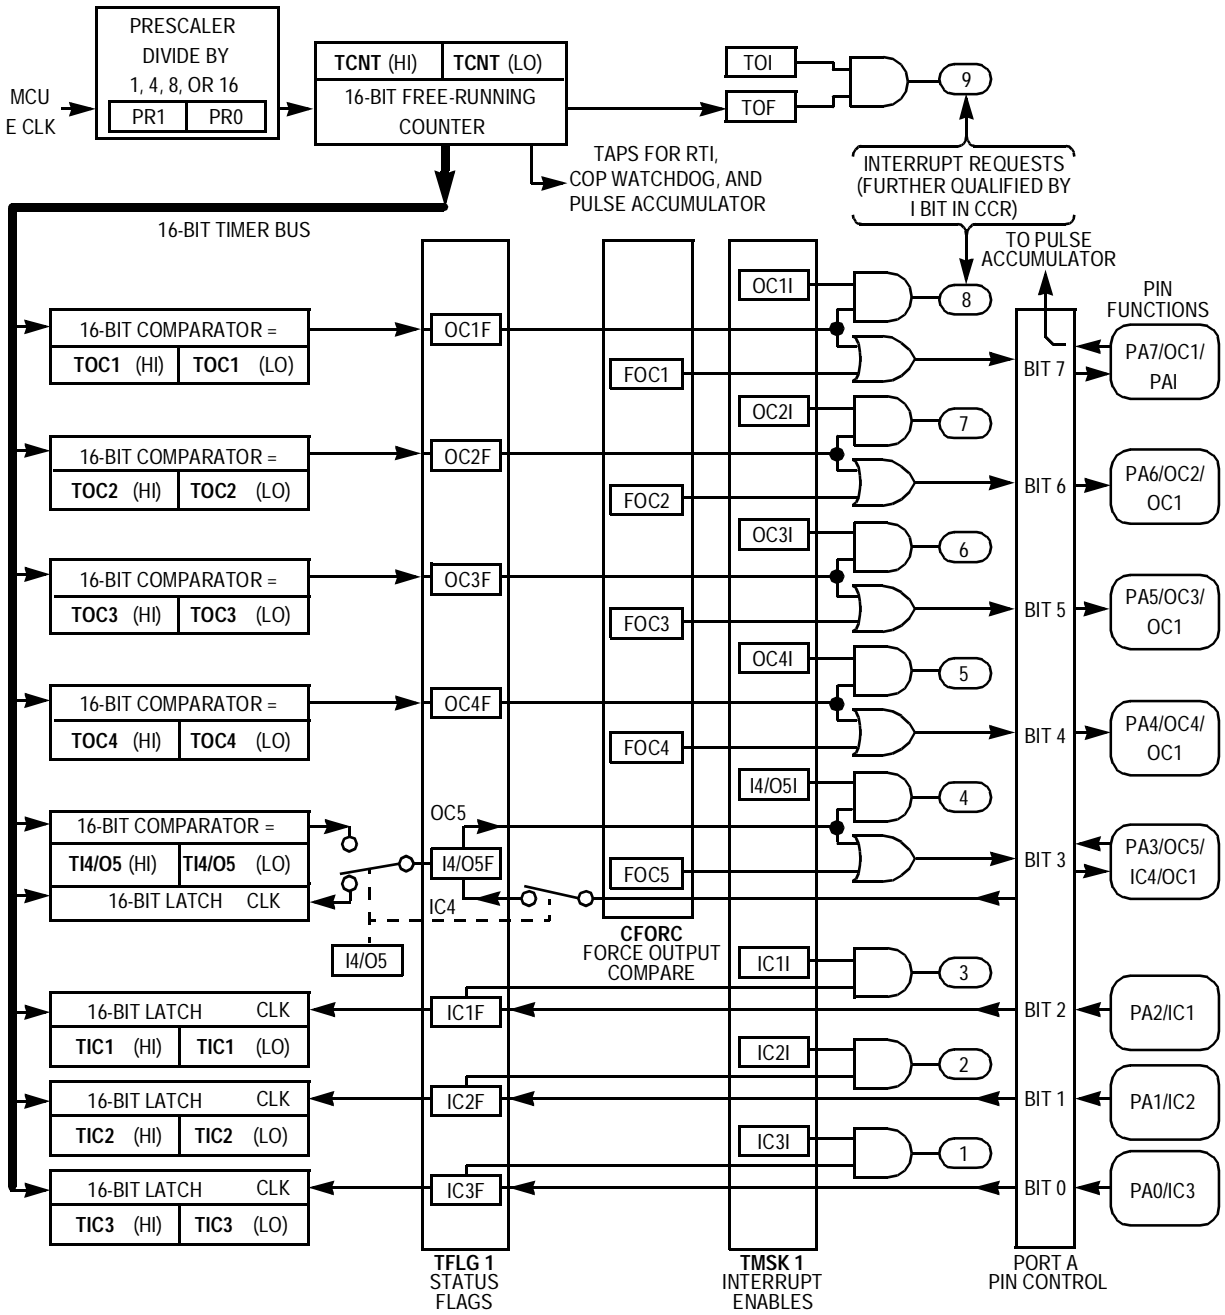 PRESCALER
DIVIDE BY
1, 4, 8, OR 16
PR1 PR0
MCU
E CLK
TCNT (HI) TCNT (LO)
16-BIT FREE-RUNNING
COUNTER
TOI
TOF
9
TAPS FOR RTI,
COP WATCHDOG, AND
PULSE ACCUMULATOR
INTERRUPT REQUESTS
(FURTHER QUALIFIED BY
I BIT IN CCR)
16-BIT TIMER BUS
TO PULSE
ACCUMULATOR
PIN
FUNCTIONS
OC1I
8
16-BIT COMPARATOR =
TOC1 (HI) TOC1 (LO)
OC1F
FOC1
BIT 7
PA7/OC1/
PAI
OC2I
7
16-BIT COMPARATOR =
TOC2 (HI) TOC2 (LO)
OC2F
FOC2
BIT 6
PA6/OC2/
OC1
OC3I
6
16-BIT COMPARATOR =
TOC3 (HI) TOC3 (LO)
OC3F
FOC3
BIT 5
PA5/OC3/
OC1
OC4I
5
16-BIT COMPARATOR =
TOC4 (HI) TOC4 (LO)
OC4F
FOC4
BIT 4
PA4/OC4/
OC1
I4/O5I
4
16-BIT COMPARATOR =
TI4/O5 (HI) TI4/O5 (LO)
16-BIT LATCH CLK
OC5
I4/O5F
IC4
FOC5
BIT 3
PA3/OC5/
IC4/OC1
I4/O5
CFORC
FORCE OUTPUT
COMPARE
IC1I
3
16-BIT LATCH CLK
TIC1 (HI) TIC1 (LO)
IC1F
BIT 2
PA2/IC1
IC2I
2
16-BIT LATCH CLK
TIC2 (HI) TIC2 (LO)
IC2F
BIT 1
PA1/IC2
IC3I
1
16-BIT LATCH CLK
TIC3 (HI) TIC3 (LO)
IC3F
BIT 0
PA0/IC3
TFLG 1
STATUS
FLAGS
TMSK 1
INTERRUPT
ENABLES
PORT A
PIN CONTROL